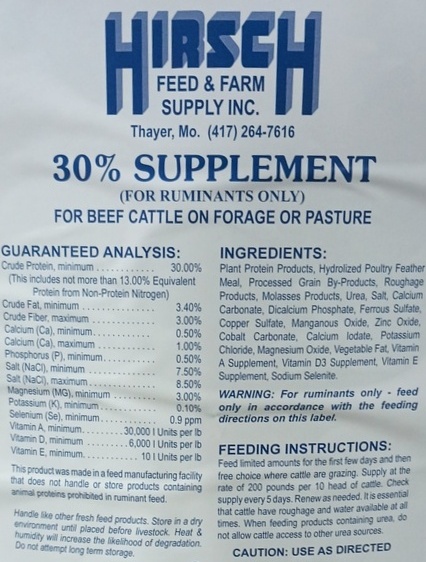 HIRSCH
FEED & FARM
SUPPLY INC.
Thayer, Mo. (417) 264-7616
30% SUPPLEMENT
(FOR RUMINANTS ONLY)
FOR BEEF CATTLE ON FORAGE OR PASTURE
GUARANTEED ANALYSIS:
Crude Protein, minimum ............ 30.00%
(This includes not more than 13.00% Equivalent
Protein from Non-Protein Nitrogen)
Crude Fat, minimum ............ 3.40%
Crude Fiber, maximum ............ 3.00%
Calcium (Ca), minimum ............ 0.50%
Calcium (Ca), maximum ............ 1.00%
Phosphorus (P), minimum ............ 0.50%
Salt (NaCl), minimum ............ 7.50%
Salt (NaCl), maximum ............ 8.50%
Magnesium (MG), minimum ............ 3.00%
Potassium (K), minimum ............ 0.10%
Selenium (Se), minimum ............ 0.9 ppm
Vitamin A, minimum ............ 30,000 I Units per lb
Vitamin D, minimum ............ 6,000 I Units per lb
Vitamin E, minimum ............ 10 I Units per lb
This product was made in a feed manufacturing facility
that does not handle or store products containing
animal proteins prohibited in ruminant feed.
Handle like other fresh feed products. Store in a dry
environment until placed before livestock. Heat &
humidity will increase the likelihood of degradation.
Do not attempt long term storage.
INGREDIENTS:
Plant Protein Products, Hydrolized Poultry Feather
Meal, Processed Grain By-Products, Roughage
Products, Molasses Products, Urea, Salt, Calcium
Carbonate, Dicalcium Phosphate, Ferrous Sulfate,
Copper Sulfate, Manganous Oxide, Zinc Oxide,
Cobalt Carbonate, Calcium Iodate, Potassium
Chloride, Magnesium Oxide, Vegetable Fat, Vitamin
A Supplement, Vitamin D3 Supplement, Vitamin E
Supplement, Sodium Selenite.
WARNING: For ruminants only - feed
only in accordance with the feeding
directions on this label.
FEEDING INSTRUCTIONS:
Feed limited amounts for the first few days and then
free choice where cattle are grazing. Supply at the
rate of 200 pounds per 10 head of cattle. Check
supply every 5 days. Renew as needed. It is essential
that cattle have roughage and water available at all
times. When feeding products containing urea, do
not allow cattle access to other urea sources.
CAUTION: USE AS DIRECTED